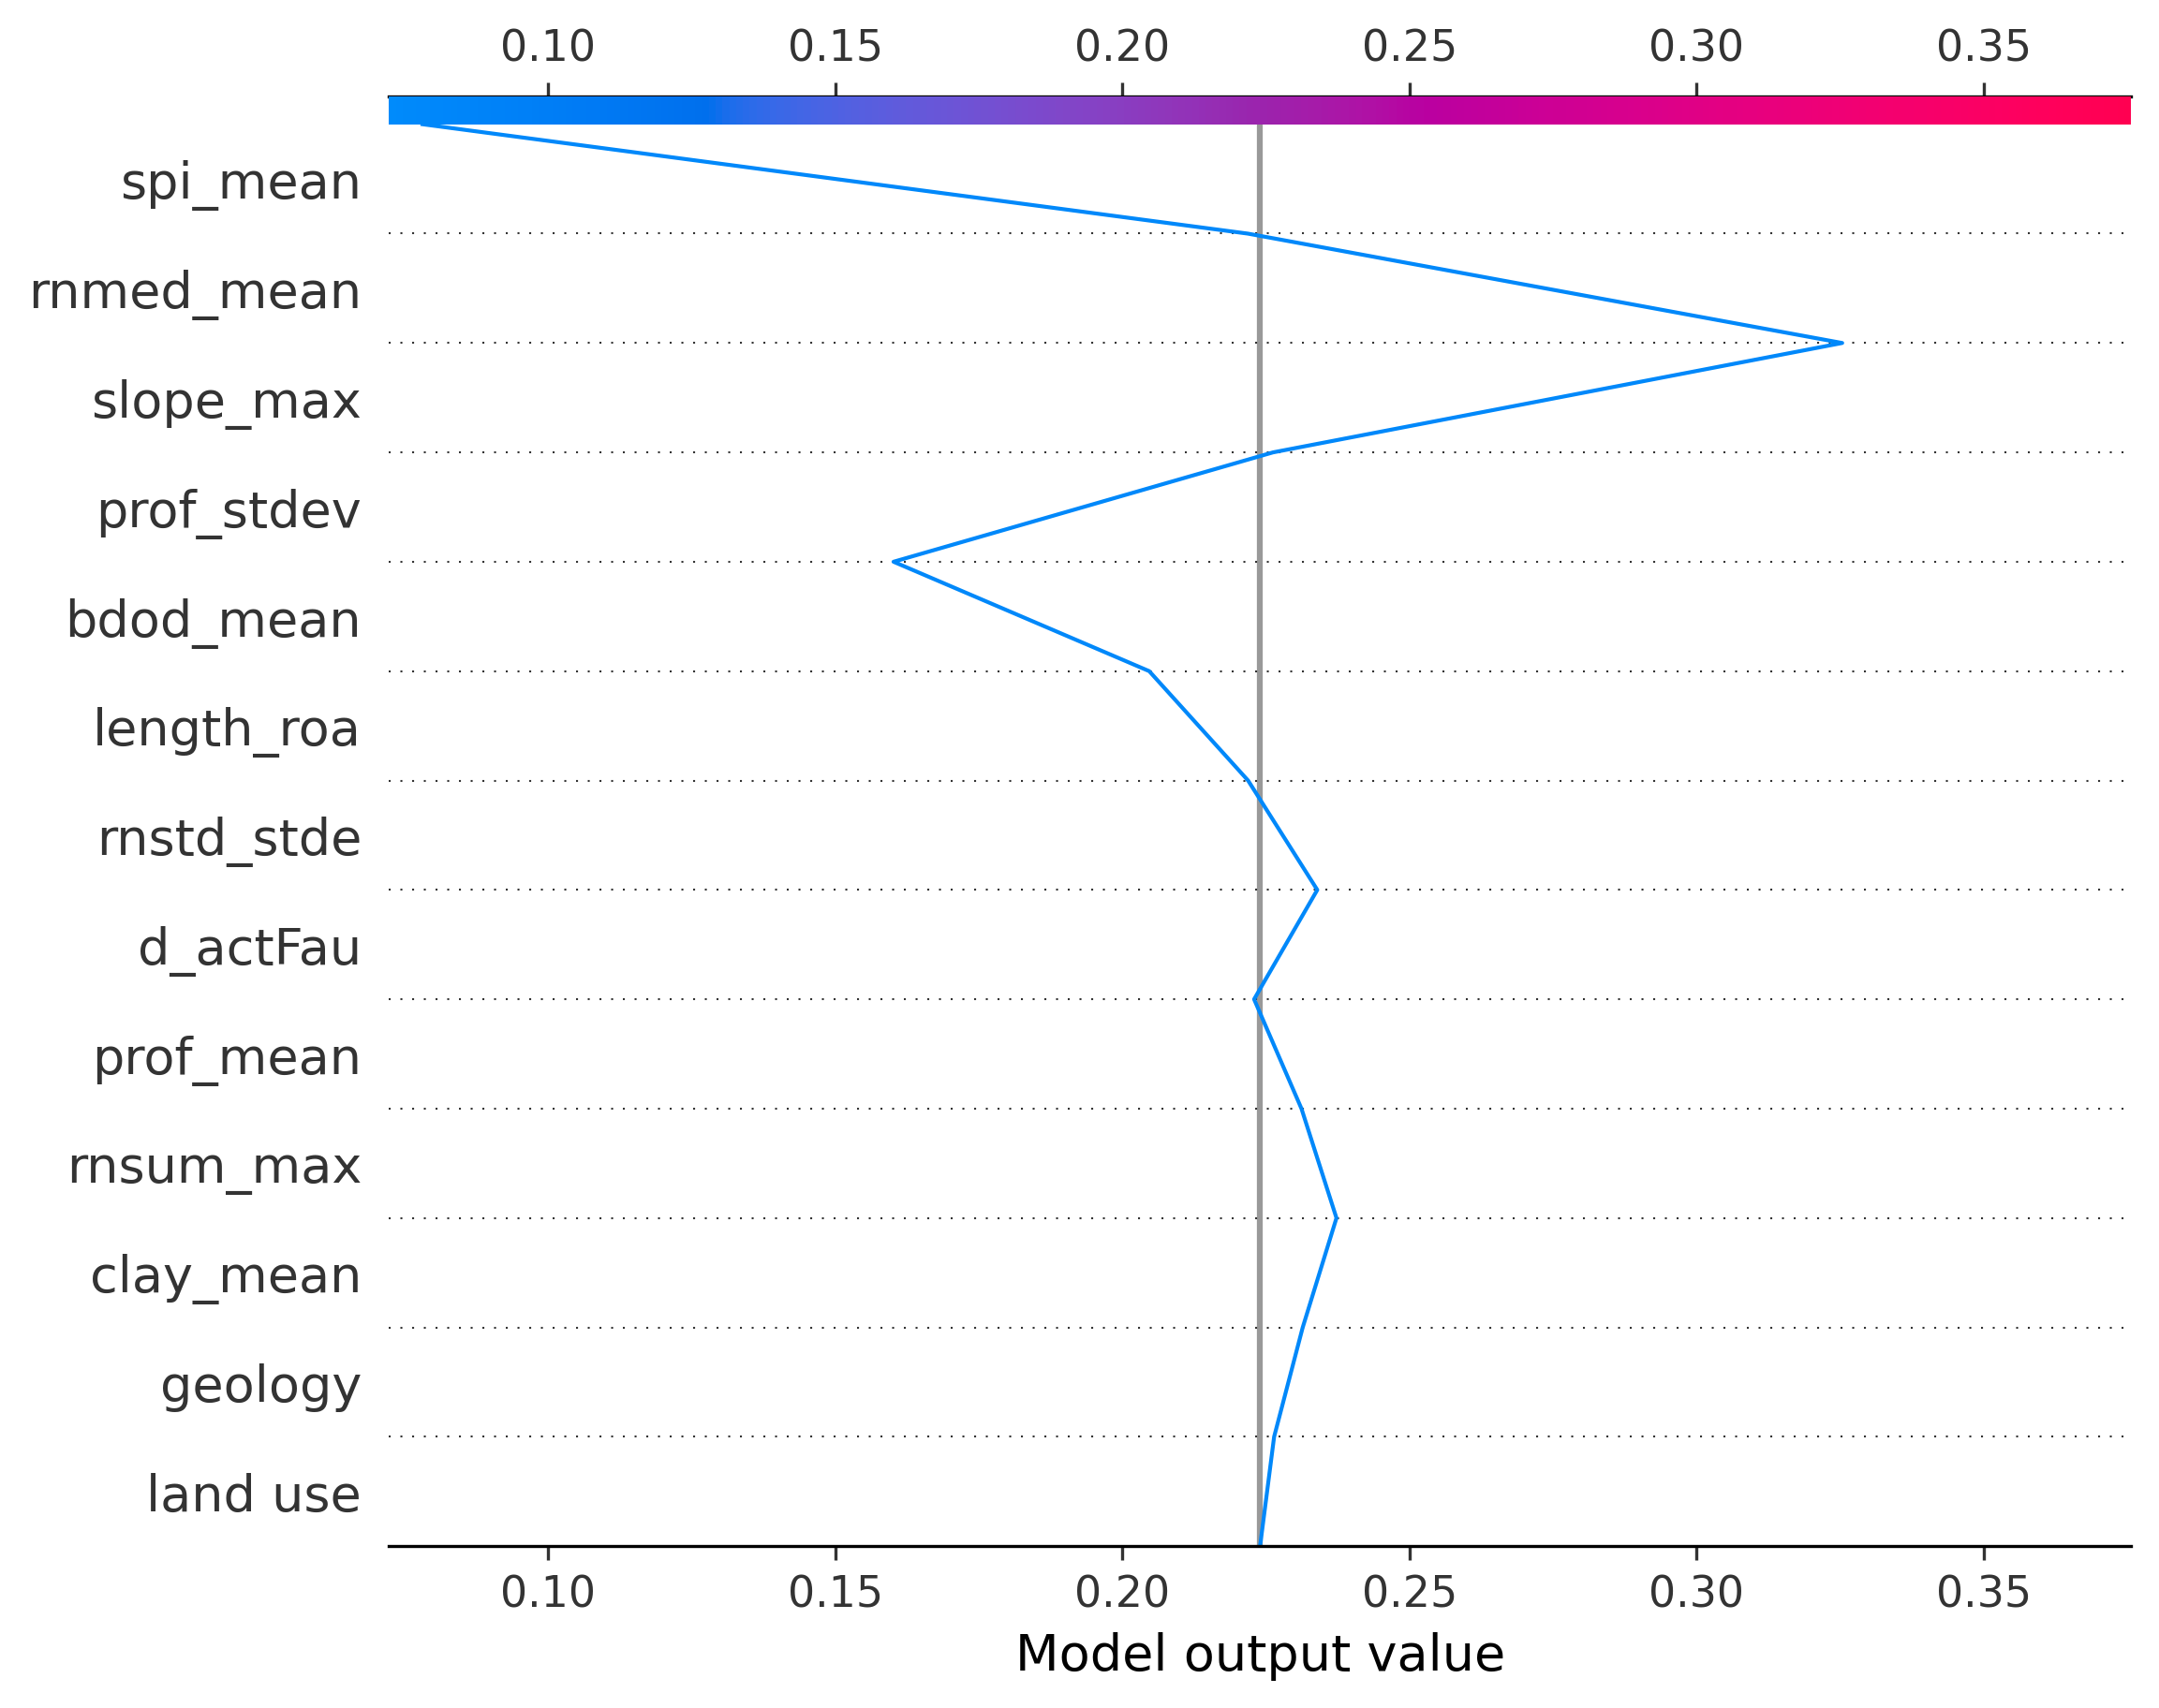 0.10 0.15 0.20 0.25 0.30 0.35
spi_mean
rnmed_mean
slope_max
prof_stdev
bdod_mean
length_roa
rnstd_stde
d_actFau
prof_mean
rnsum_max
clay_mean
geology
land use
0.10 0.15 0.20 0.25 0.30 0.35
Model output value